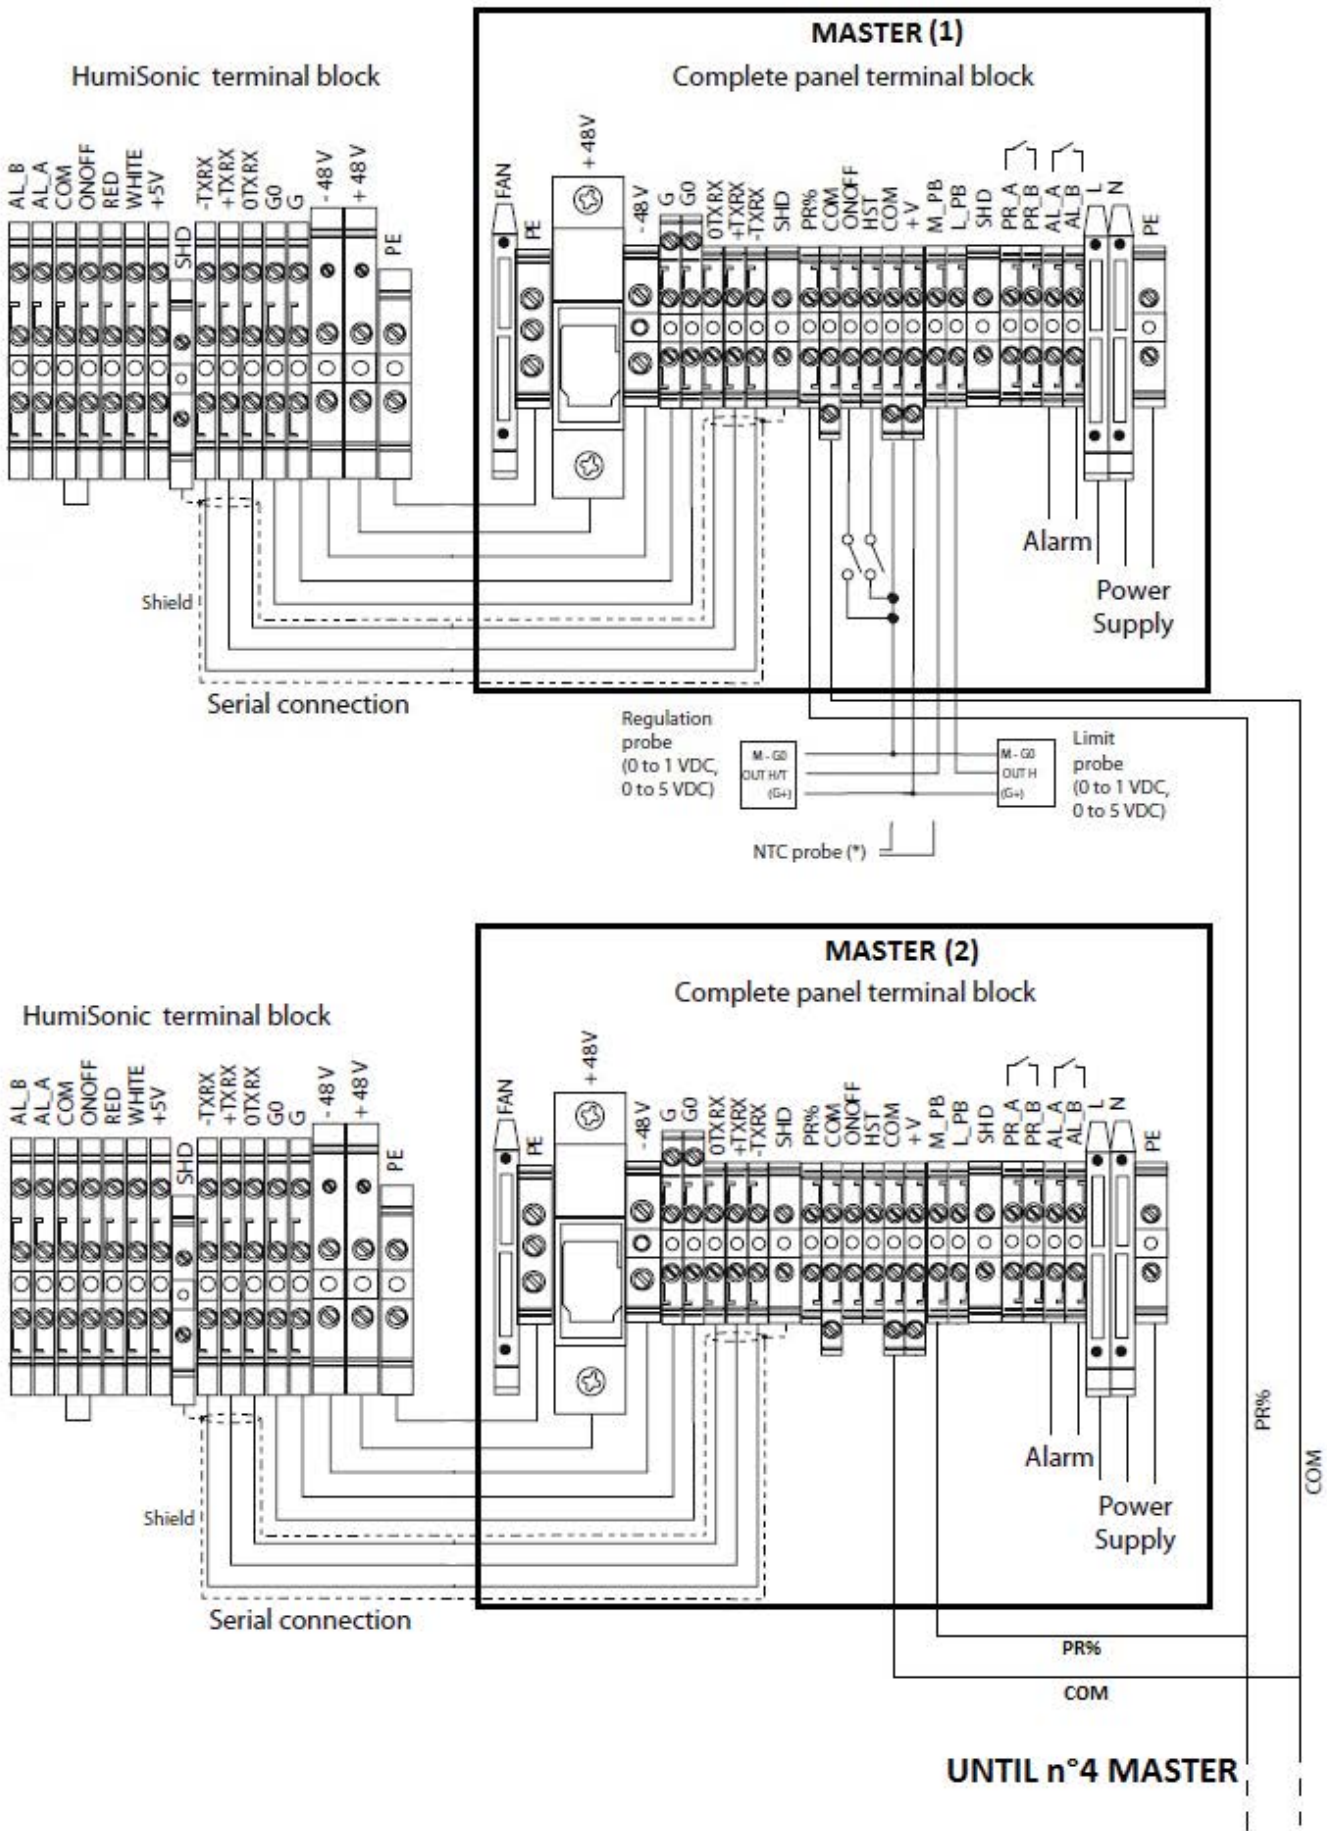 MASTER (1)
HumiSonic terminal block
Complete panel terminal block
AL_B
AL_A
COM
ONOFF
RED
WHITE
+5V
SHD
-TXRX
+TXRX
0TXRX
G0
G
- 48 V
+ 48 V
PE
FAN
PE
+ 48V
-48 V
G
G0
0TXRX
+TXRX
-TXRX
SHD
PR%
COM
ONOFF
HST
COM
+V
M_PB
L_PB
SHD
PR_A
PR_B
AL_A
AL_B
L
N
PE
Alarm
Power
Supply
Shield
Serial connection
Regulation
probe
(0 to 1 VDC,
0 to 5 VDC)
M - G0
OUT H/T
(G+)
M - G0
OUT H
(G+)
Limit
probe
(0 to 1 VDC,
0 to 5 VDC)
NTC probe (*)
MASTER (2)
Complete panel terminal block
HumiSonic terminal block
AL_B
AL_A
COM
ONOFF
RED
WHITE
+5V
SHD
-TXRX
+TXRX
0TXRX
G0
G
- 48 V
+ 48 V
PE
FAN
PE
+ 48V
-48 V
G
G0
0TXRX
+TXRX
-TXRX
SHD
PR%
COM
ONOFF
HST
COM
+V
M_PB
L_PB
SHD
PR_A
PR_B
AL_A
AL_B
L
N
PE
PR%
COM
Alarm
Power
Supply
Shield
Serial connection
PR%
COM
UNTIL n°4 MASTER